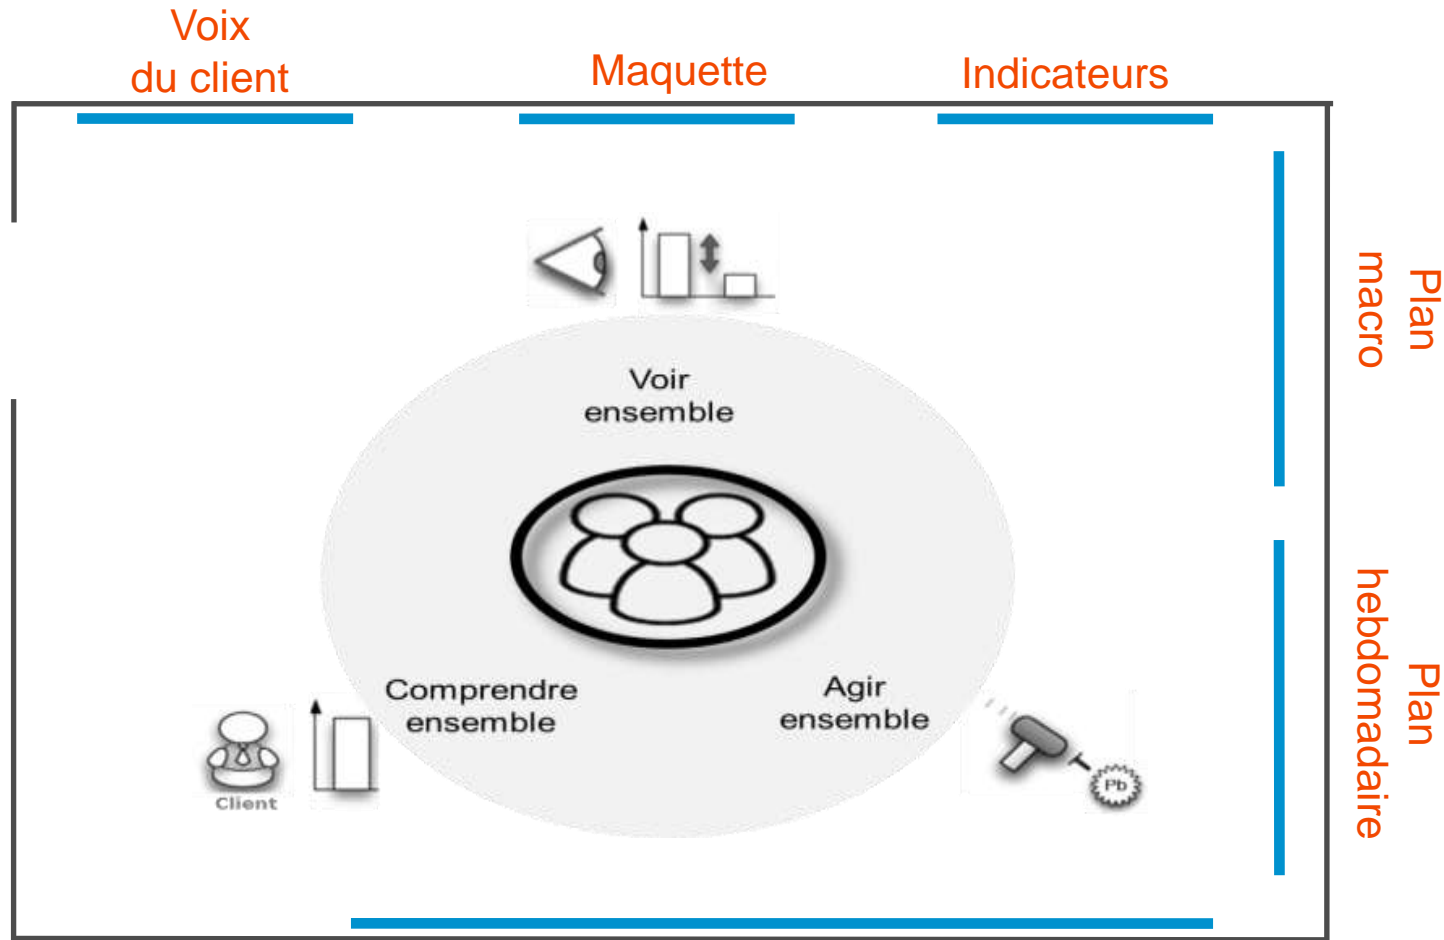 Voix
du client
Maquette
Indicateurs
Plan
macro
Voir
ensemble
Comprendre
ensemble
Agir
ensemble
Client
Pb
Plan
hebdomadaire